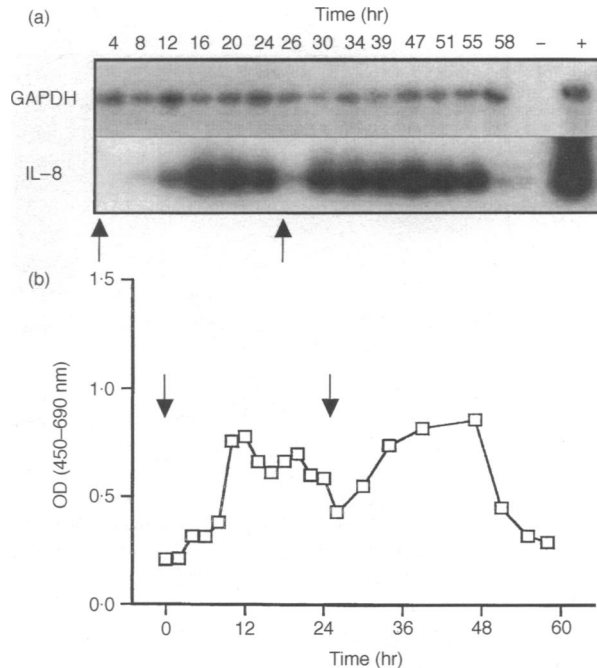 (a)
Time (hr)
4 8 12 16 20 24 26 30 34 39 47 51 55 58 – +
GAPDH
IL–8
(b)
1·5
1·0
0·5
0·0
OD (450–690 nm)
0 12 24 36 48 60
Time (hr)